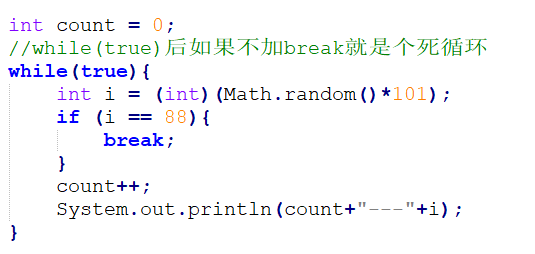 int count = 0;
//while(true)后如果不加break就是个死循环
while(true){
    int i = (int)(Math.random()*101);
    if (i == 88){
        break;
    }
    count++;
    System.out.println(count+"---"+i);
}